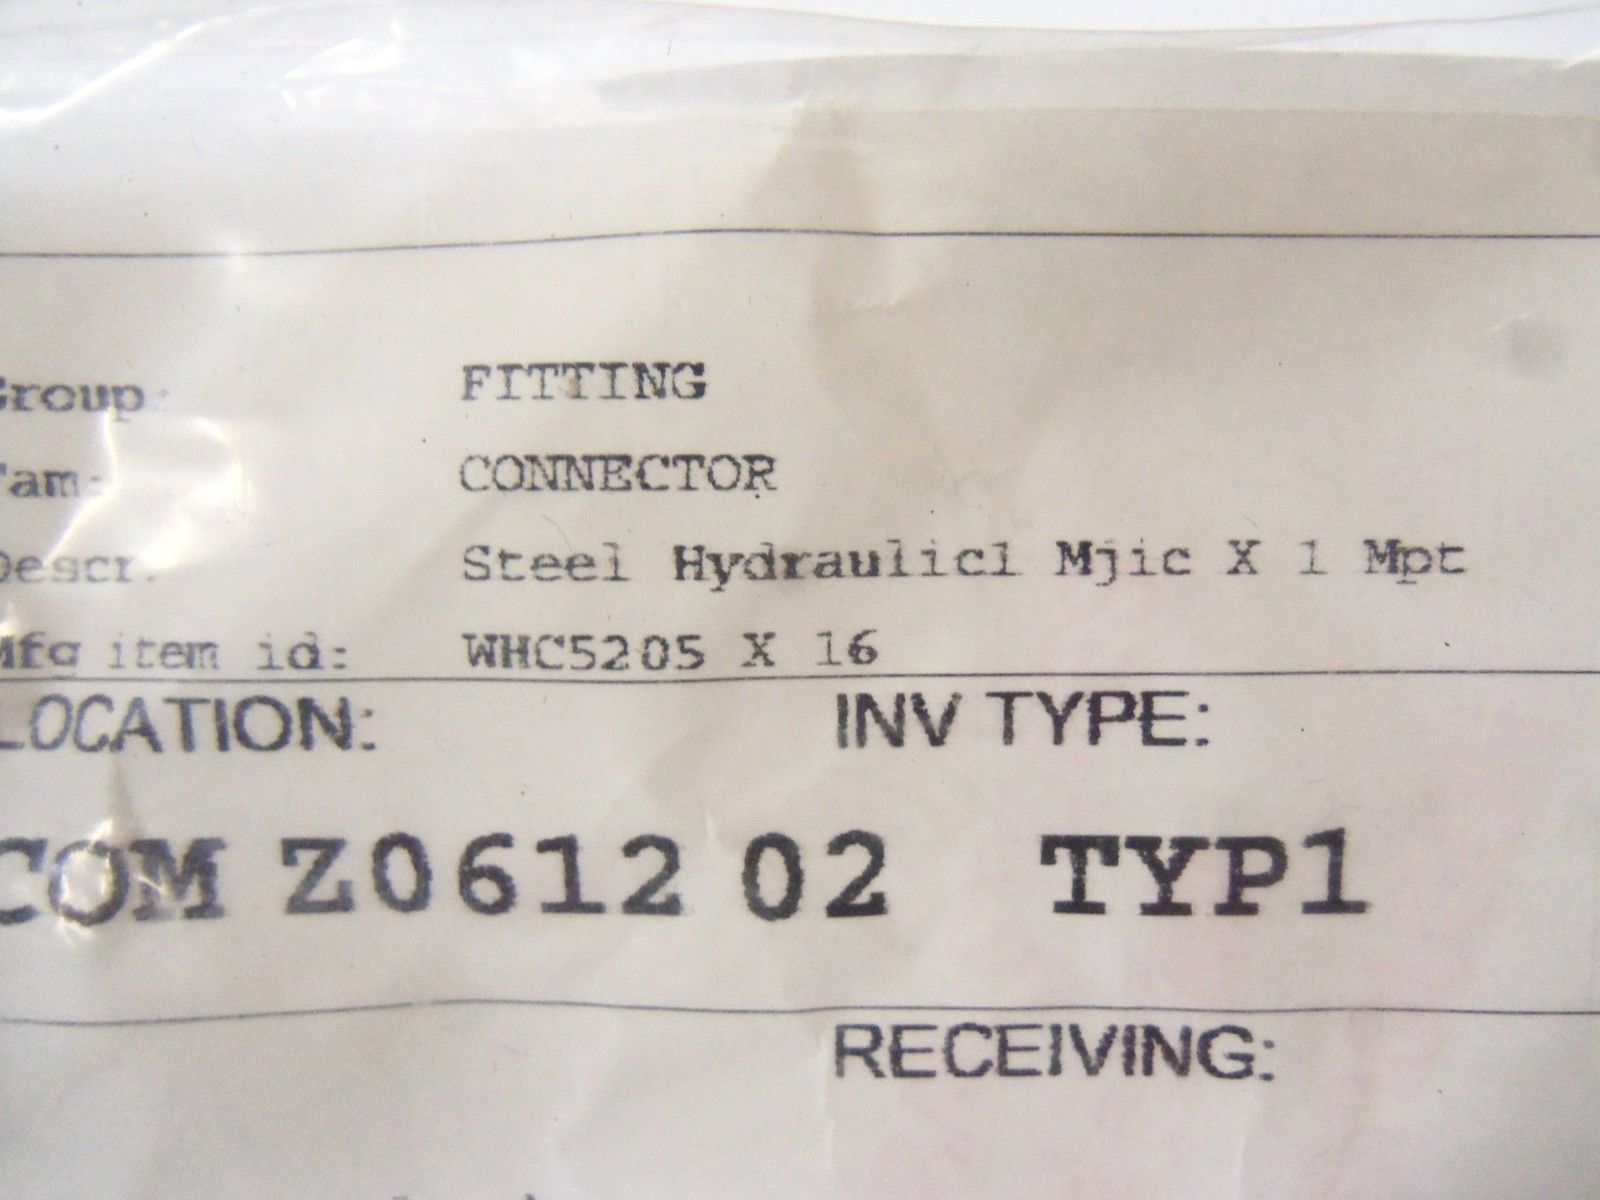 Group: FITTING
Fam- CONNECTOR
Descr. Steel Hydraulicl Mjic X 1 Mpt
Mfg item id: WHC5205 X 16
LOCATION: INV TYPE:
COM Z0612 02 TYP1
RECEIVING: